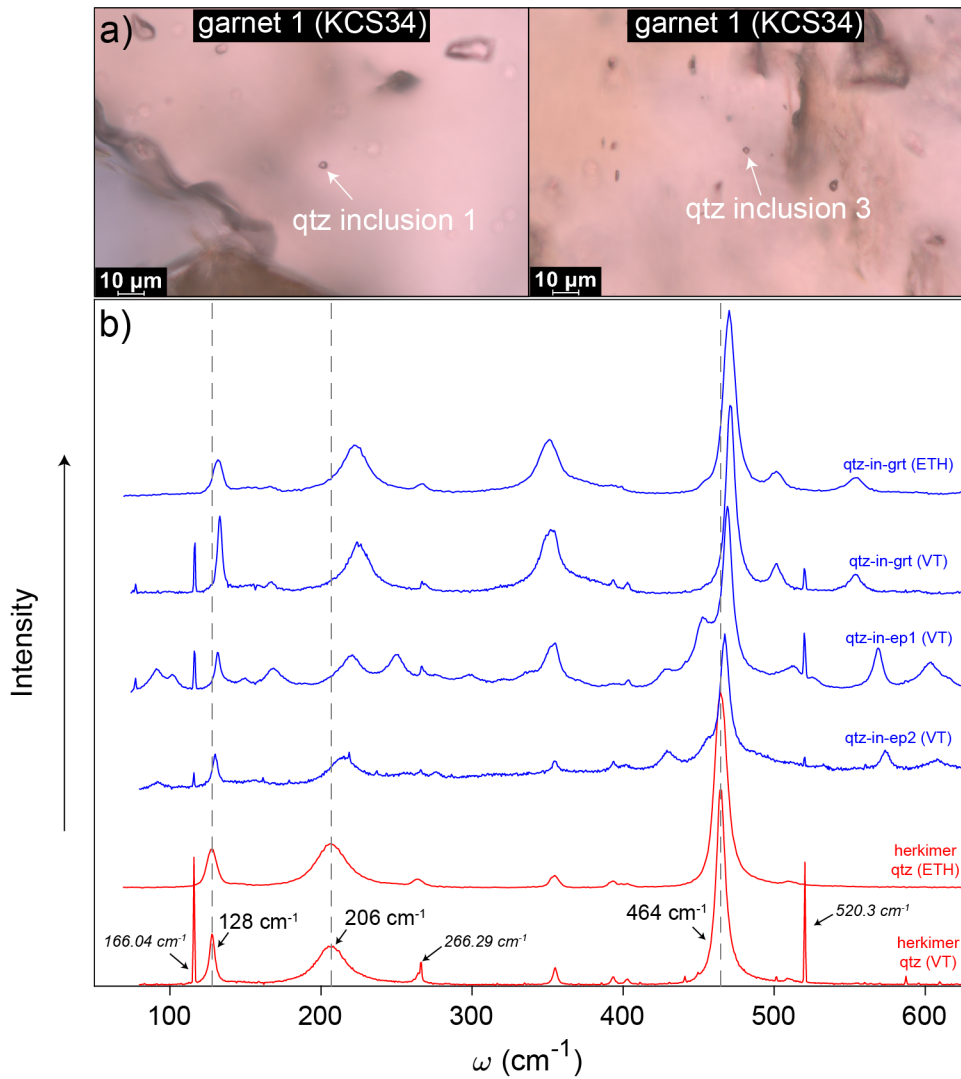 a)
garnet 1 (KCS34)
garnet 1 (KCS34)
qtz inclusion 1
qtz inclusion 3
10 µm
10 µm
b)
qtz-in-grt (ETH)
qtz-in-grt (VT)
qtz-in-ep1 (VT)
qtz-in-ep2 (VT)
herkimer
qtz (ETH)
166.04 cm⁻¹
128 cm⁻¹
206 cm⁻¹
266.29 cm⁻¹
464 cm⁻¹
520.3 cm⁻¹
herkimer
qtz (VT)
Intensity
100
200
300
400
500
600
ω (cm⁻¹)